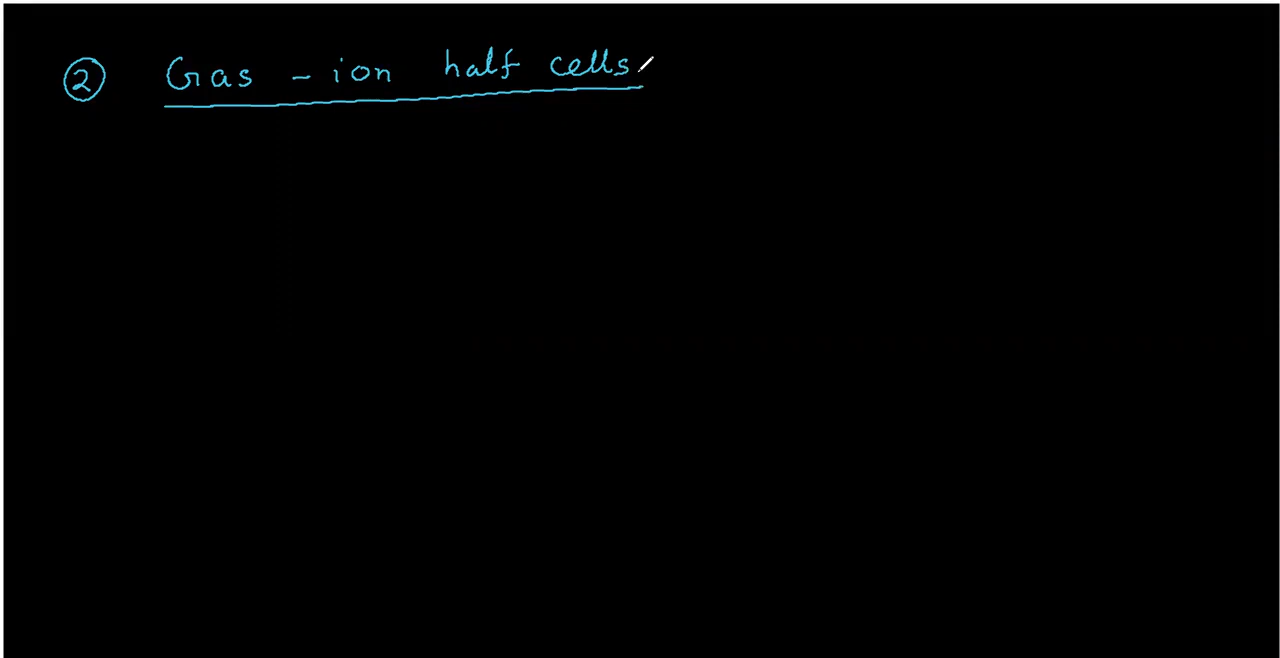 ② Gas - ion half cells